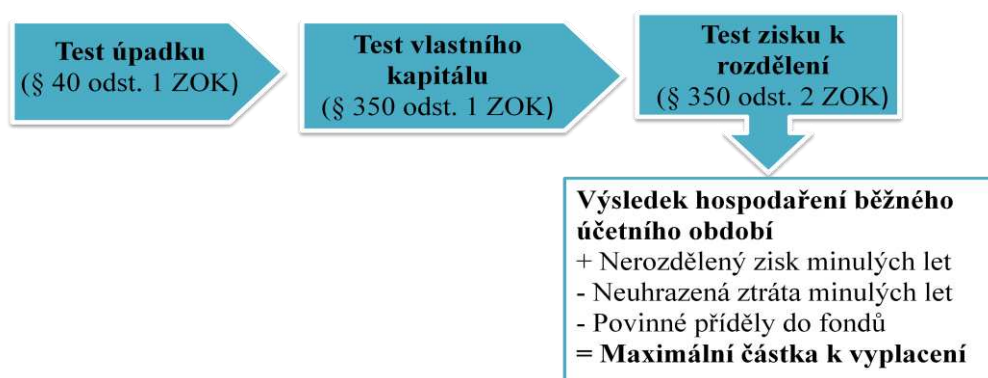 Test úpadku
(§ 40 odst. 1 ZOK)
Test vlastního
kapitálu
(§ 350 odst. 1 ZOK)
Test zisku k
rozdělení
(§ 350 odst. 2 ZOK)
Výsledek hospodaření běžného
účetního období
+ Nerozdělený zisk minulých let
- Neuhrazená ztráta minulých let
- Povinné příděly do fondů
= Maximální částka k vyplacení